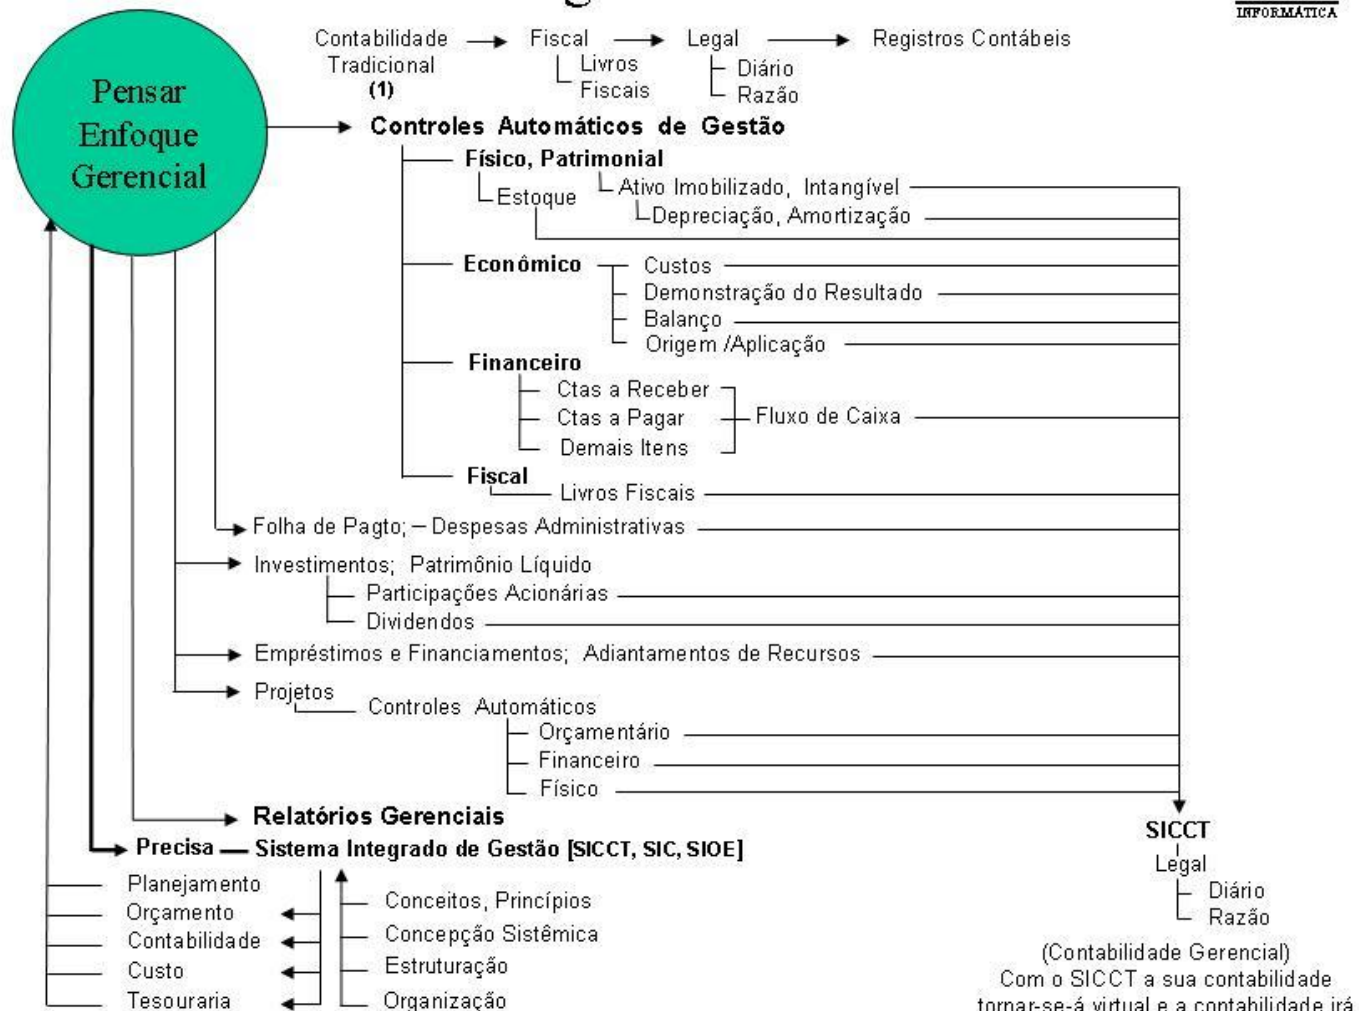 INFORMÁTICA
Contabilidade → Fiscal → Legal → Registros Contábeis
Tradicional
(1)
Livros
Fiscais
Diário
Razão
Pensar
Enfoque
Gerencial
Controles Automáticos de Gestão
Físico, Patrimonial
Estoque
Ativo Imobilizado, Intangível
Depreciação, Amortização
Econômico
Custos
Demonstração do Resultado
Balanço
Origem /Aplicação
Financeiro
Ctas a Receber
Ctas a Pagar
Demais Itens
Fluxo de Caixa
Fiscal
Livros Fiscais
Folha de Pagto; – Despesas Administrativas
Investimentos; Patrimônio Líquido
Participações Acionárias
Dividendos
Empréstimos e Financiamentos; Adiantamentos de Recursos
Projetos
Controles Automáticos
Orçamentário
Financeiro
Físico
Relatórios Gerenciais
Precisa — Sistema Integrado de Gestão [SICCT, SIC, SIOE]
Planejamento
Orçamento
Contabilidade
Custo
Tesouraria
Conceitos, Princípios
Concepção Sistêmica
Estruturação
Organização
SICCT
Legal
Diário
Razão
(Contabilidade Gerencial)
Com o SICCT a sua contabilidade
tornar-se-á virtual e a contabilidade irá